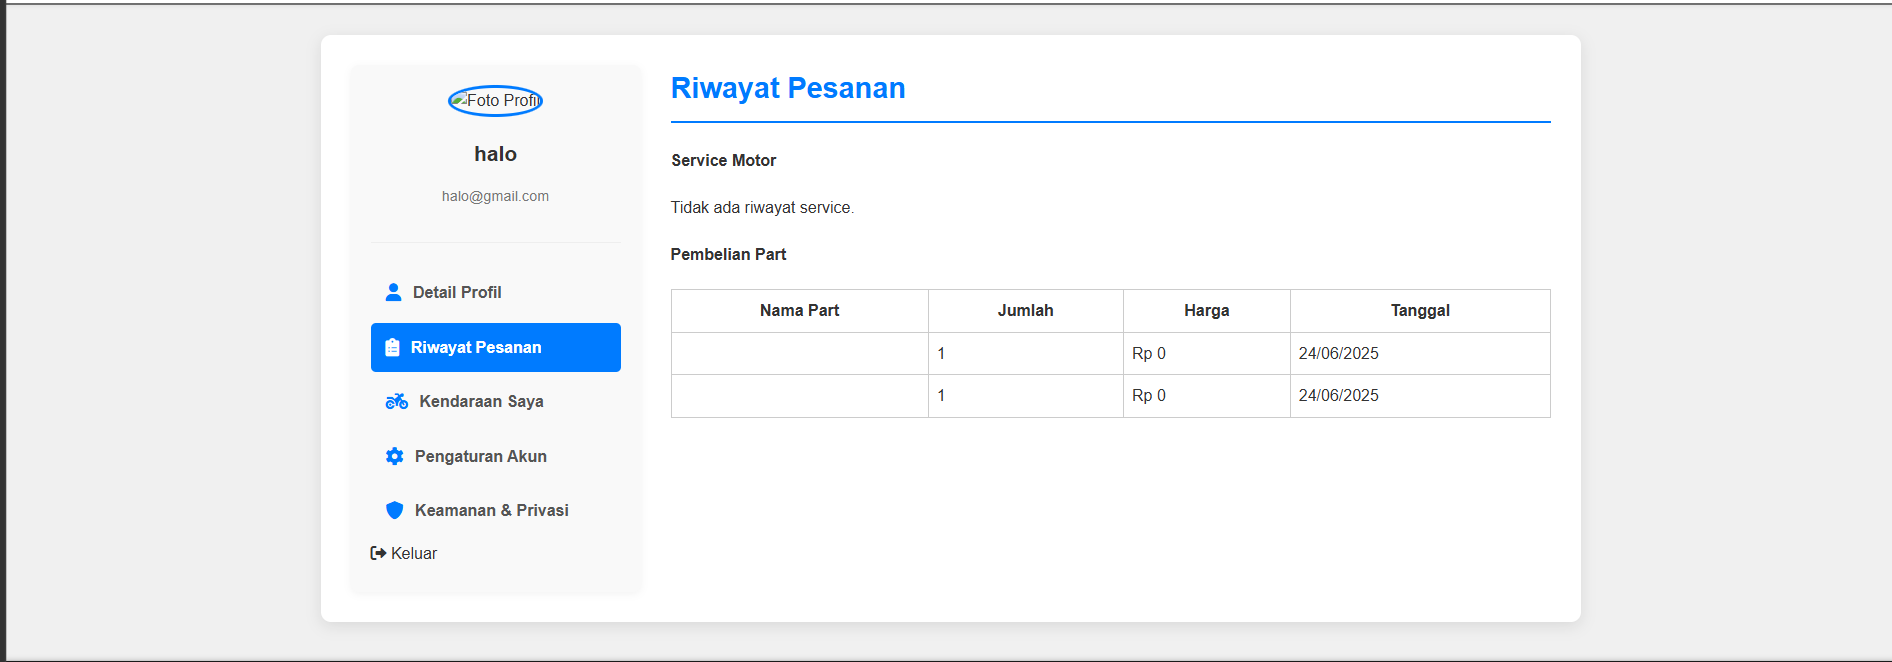 Foto Profil
halo
halo@gmail.com
Detail Profil
Riwayat Pesanan
Kendaraan Saya
Pengaturan Akun
Keamanan & Privasi
Keluar
Riwayat Pesanan
Service Motor
Tidak ada riwayat service.
Pembelian Part
Nama Part Jumlah Harga Tanggal
1 Rp 0 24/06/2025
1 Rp 0 24/06/2025